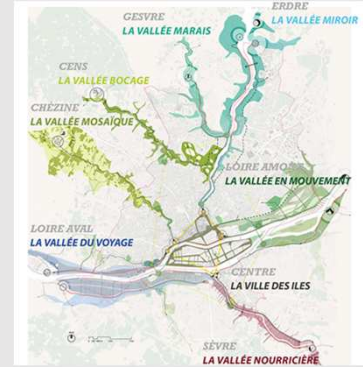 ERDRE
LA VALLÉE MIROIR
GESVRE
LA VALLÉE MARAIS
CENS
LA VALLÉE BOCAGE
CHÉZINE
LA VALLÉE MOSAÏQUE
LOIRE AMONT
LA VALLÉE EN MOUVEMENT
LOIRE AVAL
LA VALLÉE DU VOYAGE
CENTRE
LA VILLE DES ILES
SÈVRE
LA VALLÉE NOURRICIÈRE